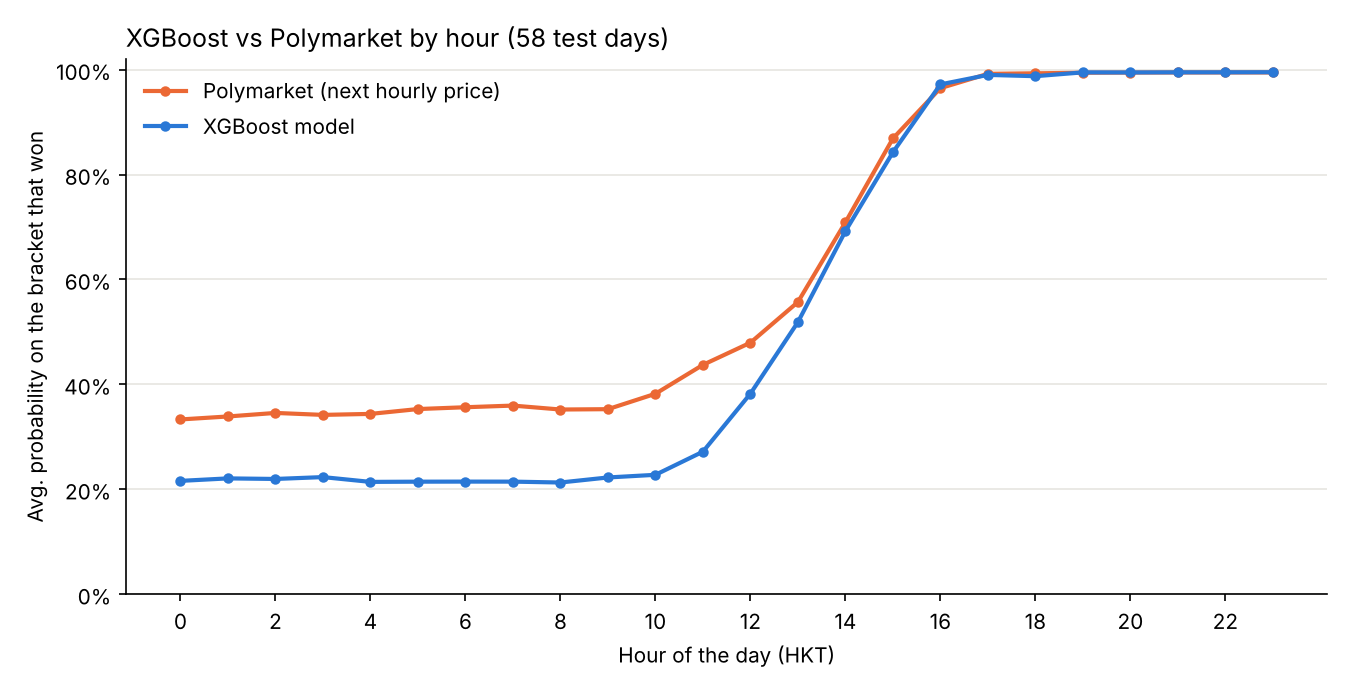 XGBoost vs Polymarket by hour (58 test days)
Polymarket (next hourly price)
XGBoost model
Avg. probability on the bracket that won
100%
80%
60%
40%
20%
0%
0 2 4 6 8 10 12 14 16 18 20 22
Hour of the day (HKT)